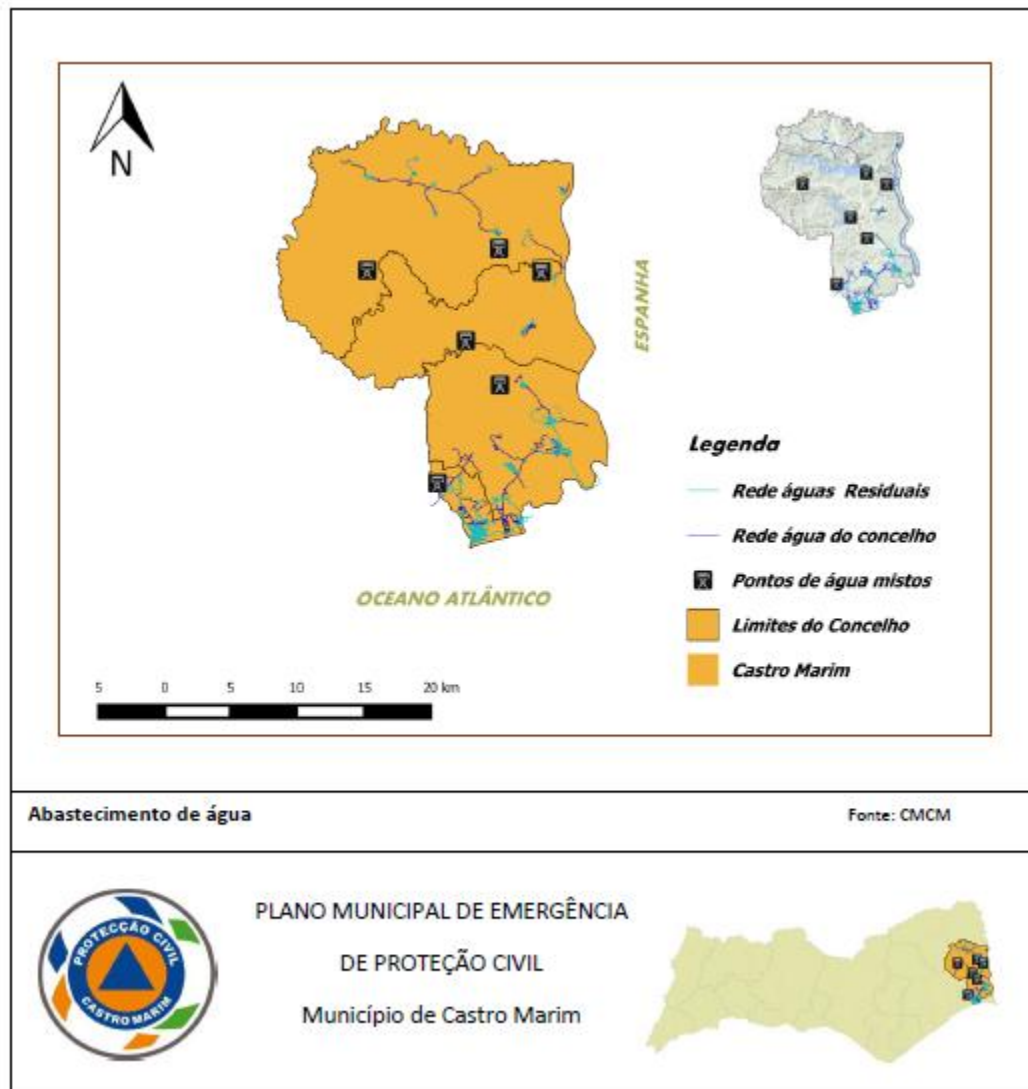 N
ESPANHA
OCEANO ATLÂNTICO
Legenda
Rede águas Residuais
Rede água do concelho
Pontos de água mistos
Limites do Concelho
Castro Marim
5 0 5 10 15 20 km
Abastecimento de água
Fonte: CMCM
PROTECÇÃO CIVIL
CASTRO MARIM
PLANO MUNICIPAL DE EMERGÊNCIA
DE PROTEÇÃO CIVIL
Município de Castro Marim